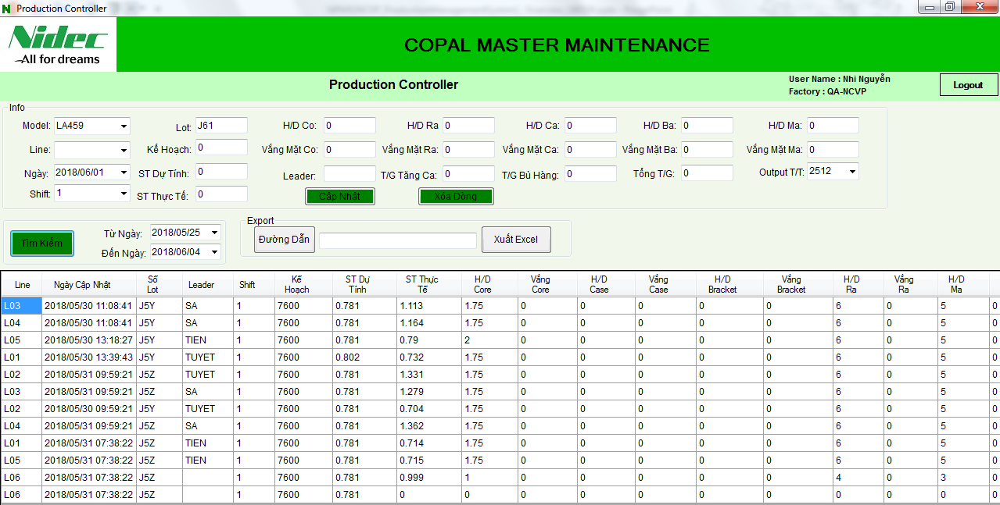 Production Controller
Nidec
All for dreams
COPAL MASTER MAINTENANCE
Production Controller
User Name : Nhi Nguyễn
Factory : QA-NCVP
Logout
Info
Model: LA459 Lot: J61 H/D Co: 0 H/D Ra 0 H/D Ca: 0 H/D Ba: 0 H/D Ma: 0
Line: Kế Hoạch: 0 Vắng Mặt Co: 0 Vắng Mặt Ra: 0 Vắng Mặt Ca: 0 Vắng Mặt Ba: 0 Vắng Mặt Ma: 0
Ngày: 2018/06/01 ST Dự Tính: 0 Leader: T/G Tăng Ca: 0 T/G Bù Hàng: 0 Tổng T/G: 0 Output T/T: 2512
Shift: 1 ST Thực Tế: 0 Cập Nhật Xóa Dòng
Export
Tìm Kiếm Từ Ngày: 2018/05/25 Đường Dẫn Xuất Excel
Đến Ngày: 2018/06/04
Line Ngày Cập Nhật Số Lot Leader Shift Kế Hoạch ST Dự Tính ST Thực Tế H/D Core Vắng Core H/D Case Vắng Case H/D Bracket Vắng Bracket H/D Ra Vắng Ra H/D Ma
L03 2018/05/30 11:08:41 J5Y SA 1 7600 0.781 1.113 1.75 0 0 0 0 0 6 0 5 0
L04 2018/05/30 11:08:41 J5Y SA 1 7600 0.781 1.164 1.75 0 0 0 0 0 6 0 5 0
L05 2018/05/30 13:18:27 J5Y TIEN 1 7600 0.781 0.79 2 0 0 0 0 0 6 0 5 0
L01 2018/05/30 13:39:43 J5Y TUYET 1 7600 0.802 0.732 1.75 0 0 0 0 0 6 0 5 0
L02 2018/05/31 09:59:21 J5Z TUYET 1 7600 0.781 1.331 1.75 0 0 0 0 0 6 0 5 0
L03 2018/05/31 09:59:21 J5Z SA 1 7600 0.781 1.279 1.75 0 0 0 0 0 6 0 5 0
L02 2018/05/30 09:59:21 J5Y TUYET 1 7600 0.781 0.704 1.75 0 0 0 0 0 6 0 5 0
L04 2018/05/31 09:59:21 J5Z SA 1 7600 0.781 1.362 1.75 0 0 0 0 0 6 0 5 0
L01 2018/05/31 07:38:22 J5Z TIEN 1 7600 0.781 0.714 1.75 0 0 0 0 0 6 0 5 0
L05 2018/05/31 07:38:22 J5Z TIEN 1 7600 0.781 0.715 1.75 0 0 0 0 0 6 0 5 0
L06 2018/05/31 07:38:22 J5Z 1 7600 0.781 0.999 1 0 0 0 0 0 4 0 3 0
L06 2018/05/31 07:38:22 J5Z 1 7600 0.781 0 0 0 0 0 0 0 0 0 0 0